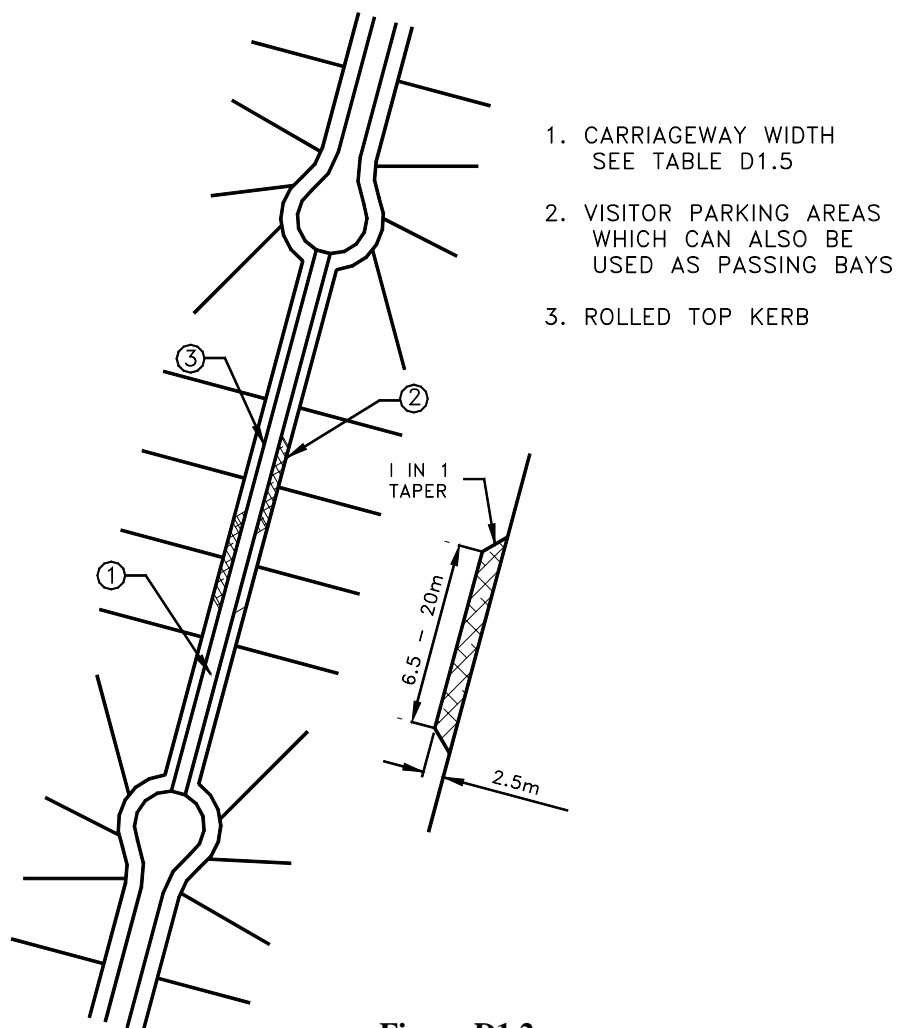 1. CARRIAGEWAY WIDTH
SEE TABLE D1.5
2. VISITOR PARKING AREAS
WHICH CAN ALSO BE
USED AS PASSING BAYS
3. ROLLED TOP KERB
3
2
1 IN 1
TAPER
1
6.5 - 20m
2.5m
Figure D1.2